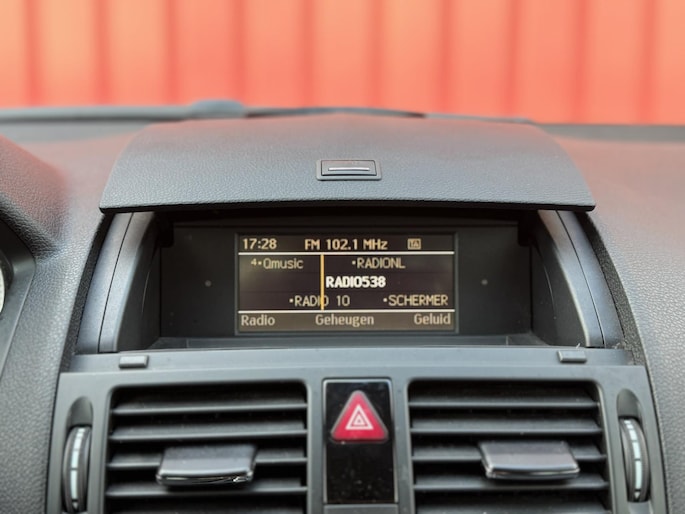 17:28 FM 102.1 MHz TA
4•Qmusic •RADIONL
RADIO538
•RADIO 10 •SCHERMER
Radio Geheugen Geluid